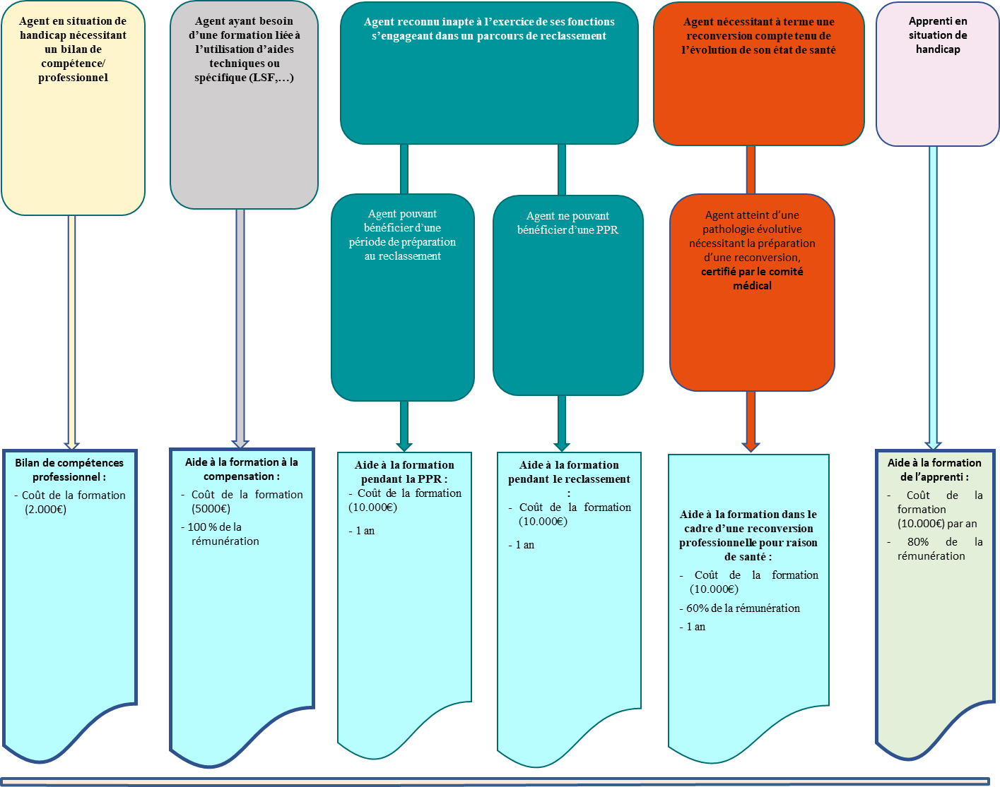 Agent en situation de
handicap nécessitant
un bilan de
compétence/
professionnel
Agent ayant besoin
d’une formation liée à
l’utilisation d’aides
techniques ou
spécifique (LSF,…)
Agent reconnu inapte à l’exercice de ses fonctions
s’engageant dans un parcours de reclassement
Agent nécessitant à terme une
reconversion compte tenu de
l’évolution de son état de santé
Apprenti en
situation de
handicap
Agent pouvant
bénéficier d’une
période de préparation
au reclassement
Agent ne pouvant
bénéficier d’une PPR
Agent atteint d’une
pathologie évolutive
nécessitant la préparation
d’une reconversion,
certifié par le comité
médical
Bilan de compétences
professionnel :
- Coût de la formation
(2.000€)
Aide à la formation à la
compensation :
- Coût de la formation
(5000€)
- 100 % de la
rémunération
Aide à la formation
pendant la PPR :
- Coût de la formation
(10.000€)
- 1 an
Aide à la formation
pendant le reclassement
:
- Coût de la formation
(10.000€)
- 1 an
Aide à la formation dans le
cadre d’une reconversion
professionnelle pour raison
de santé :
- Coût de la formation
(10.000€)
- 60% de la rémunération
- 1 an
Aide à la formation
de l’apprenti :
- Coût de la
formation
(10.000€) par an
- 80% de la
rémunération